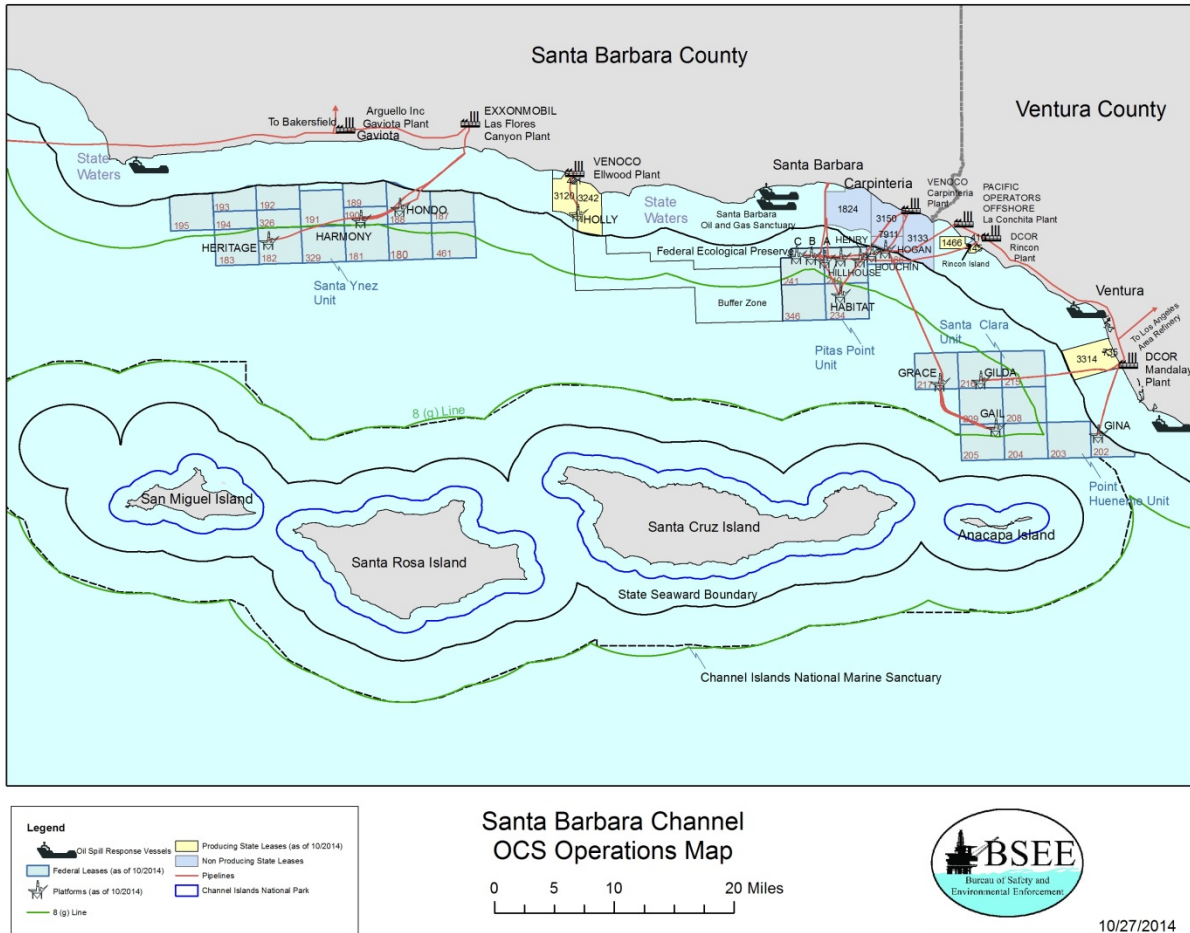 Santa Barbara County
Ventura County
To Bakersfield
Arguello Inc
Gaviota Plant
Gaviota
EXXONMOBIL
Las Flores
Canyon Plant
State
Waters
VENOCO
Ellwood Plant
3120
3242
HOLLY
State
Waters
Santa Barbara
Santa Barbara
Oil and Gas Sanctuary
Federal Ecological Preserve
Buffer Zone
Carpinteria
VENOCO
Carpinteria
Plant
PACIFIC
OPERATORS
OFFSHORE
La Conchita Plant
DCOR
Rincon
Plant
1824
3150
7911
3133
1466
Rincon Island
C B A
HENRY
HOGAN
HOUCHIN
HILLHOUSE
HABITAT
241
346
234
Pitas Point
Unit
193
192
189
195
194
326
191
188
187
HONDO
HARMONY
HERITAGE
183
182
329
181
180
461
Santa Ynez
Unit
Ventura
To Los Angeles
Area Refinery
3314
DCOR
Mandalay
Plant
Santa Clara
Unit
GRACE
217
GILDA
215
GAIL
209
208
GINA
205
204
203
202
Point
Hueneme Unit
8 (g) Line
San Miguel Island
Santa Rosa Island
Santa Cruz Island
Anacapa Island
State Seaward Boundary
Channel Islands National Marine Sanctuary
Legend
Oil Spill Response Vessels
Federal Leases (as of 10/2014)
Platforms (as of 10/2014)
8 (g) Line
Producing State Leases (as of 10/2014)
Non Producing State Leases
Pipelines
Channel Islands National Park
Santa Barbara Channel
OCS Operations Map
0 5 10 20 Miles
BSEE
Bureau of Safety and
Environmental Enforcement
10/27/2014